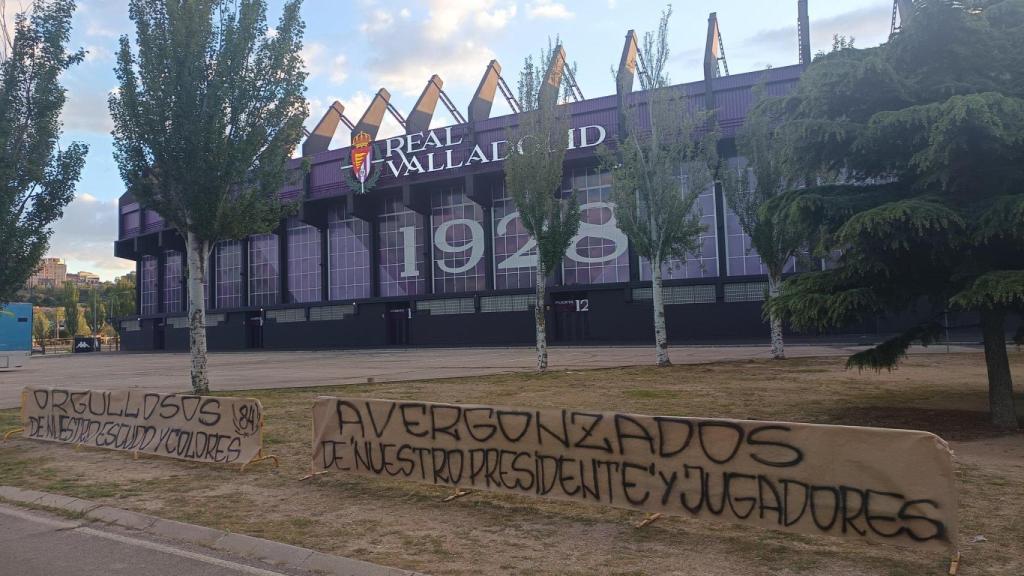 REAL
VALLADOLID
1928
PUERTA 12
ORGULLOSOS
DE NUESTRO ESCUDO Y COLORES
84
AVERGONZADOS
DE "NUESTRO PRESIDENTE" Y JUGADORES